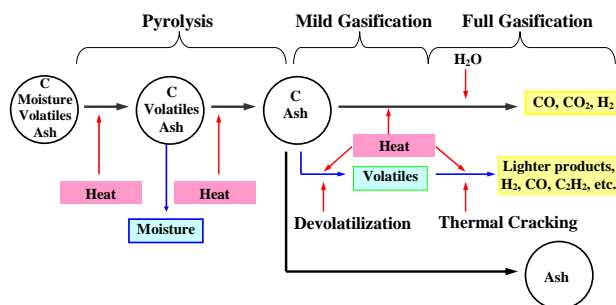 Pyrolysis
Mild Gasification
Full Gasification
H₂O
C
Moisture
Volatiles
Ash
C
Volatiles
Ash
C
Ash
CO, CO₂, H₂
Heat
Heat
Heat
Volatiles
Lighter products,
H₂, CO, C₂H₂, etc.
Moisture
Devolatilization
Thermal Cracking
Ash